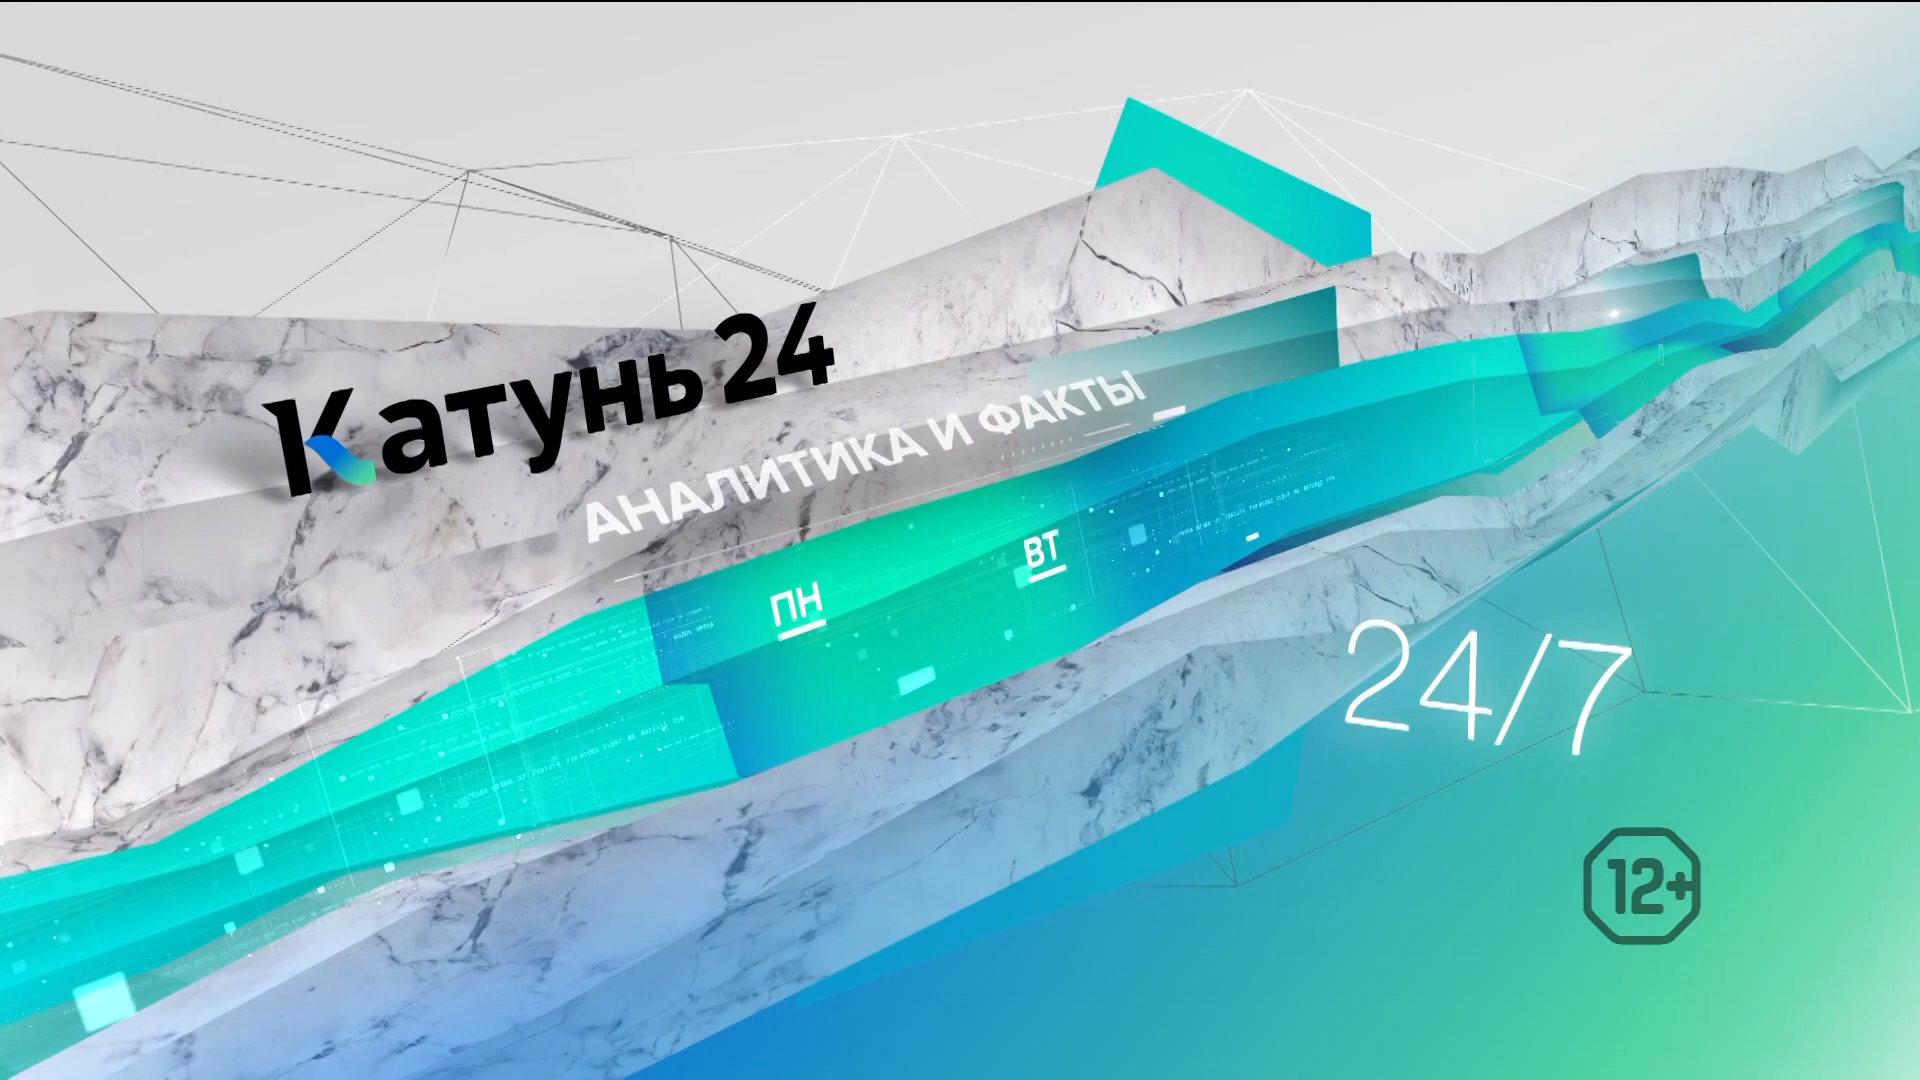 Катунь 24
АНАЛИТИКА И ФАКТЫ
ПН
ВТ
24/7
12+